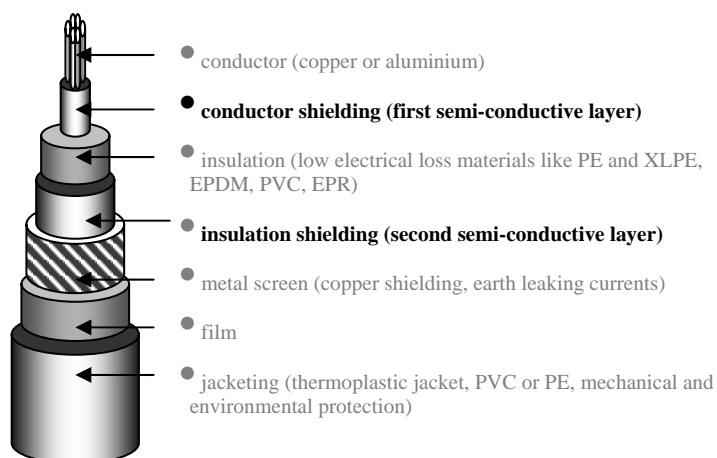 • conductor (copper or aluminium)
• conductor shielding (first semi-conductive layer)
• insulation (low electrical loss materials like PE and XLPE,
EPDM, PVC, EPR)
• insulation shielding (second semi-conductive layer)
• metal screen (copper shielding, earth leaking currents)
• film
• jacketing (thermoplastic jacket, PVC or PE, mechanical and
environmental protection)